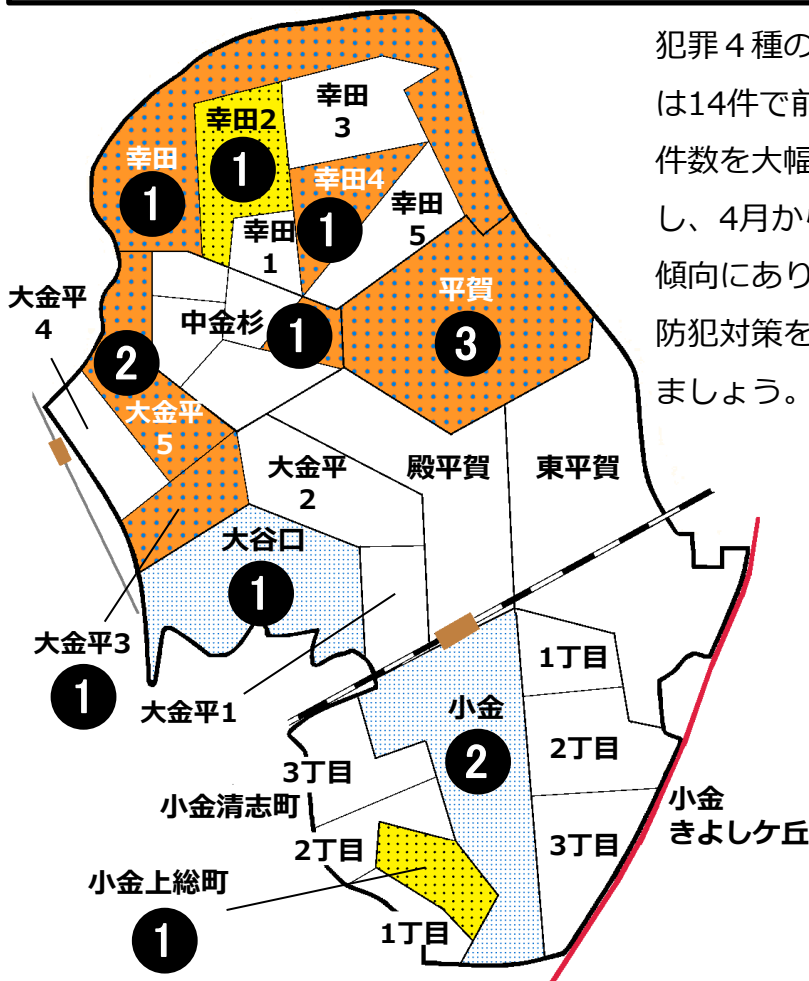 犯罪４種の
は14件で前
件数を大幅
し、4月から
傾向にあり
防犯対策を
ましょう。
幸田
3
幸田2
1
幸田
1
幸田4
1
幸田
5
幸田
1
大金平
4
中金杉
1
平賀
3
2
大金平
5
大金平
2
殿平賀
東平賀
大谷口
1
大金平3
1
大金平1
1丁目
小金
2
2丁目
3丁目
小金清志町
小金
きよしケ丘
2丁目
3丁目
小金上総町
1
1丁目